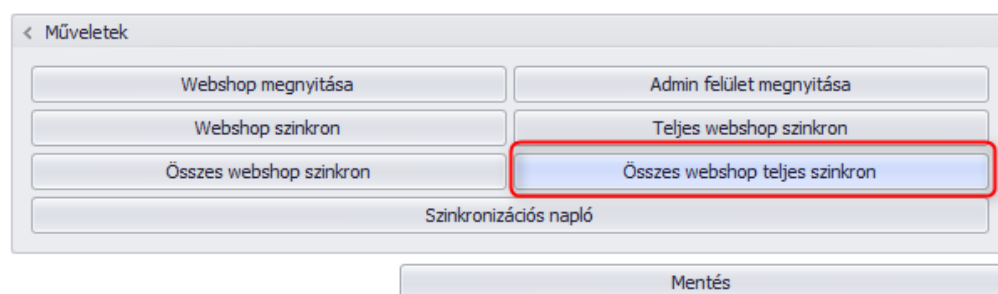 Műveletek
Webshop megnyitása
Admin felület megnyitása
Webshop szinkron
Teljes webshop szinkron
Összes webshop szinkron
Összes webshop teljes szinkron
Szinkronizációs napló
Mentés